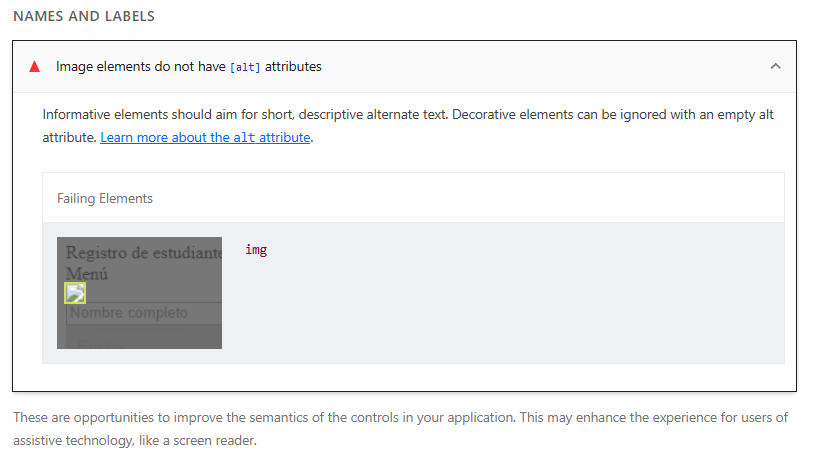 NAMES AND LABELS
Image elements do not have [alt] attributes
Informative elements should aim for short, descriptive alternate text. Decorative elements can be ignored with an empty alt
attribute. Learn more about the alt attribute.
Failing Elements
Registro de estudiante
img
Menú
Nombre completo
These are opportunities to improve the semantics of the controls in your application. This may enhance the experience for users of
assistive technology, like a screen reader.